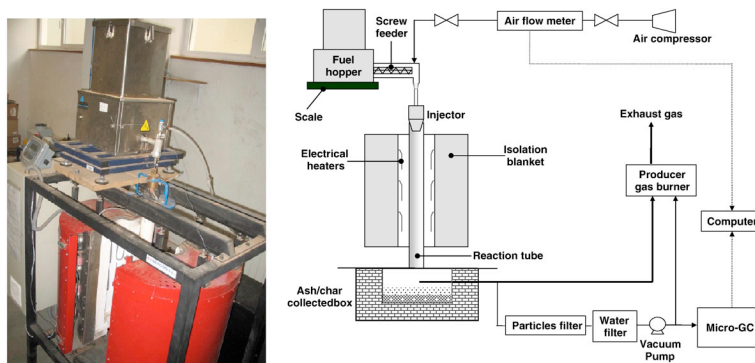 Screw
feeder
Air flow meter
Air compressor
Fuel
hopper
Scale
Injector
Exhaust gas
Electrical
heaters
Isolation
blanket
Producer
gas burner
Computer
Reaction tube
Ash/char
collectedbox
Particles filter
Water
filter
Vacuum
Pump
Micro-GC